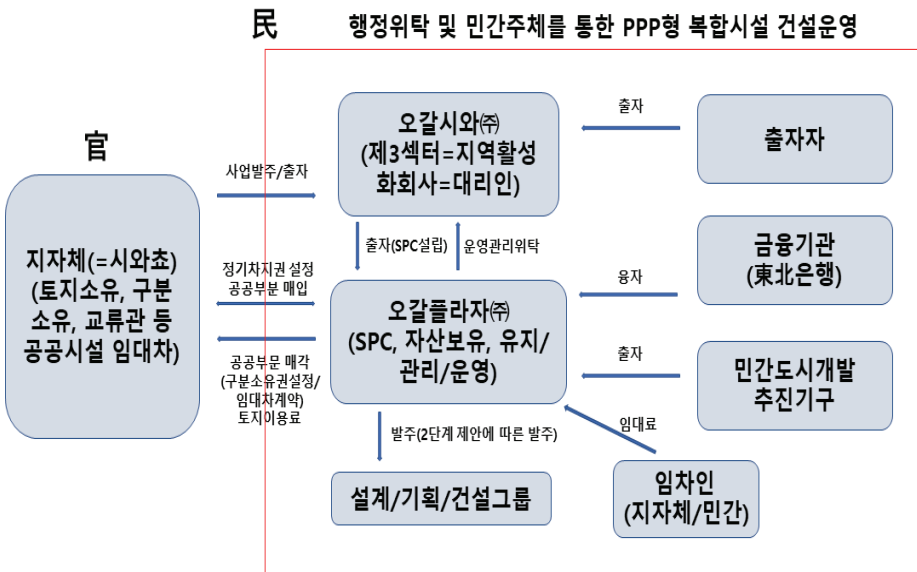 民
행정위탁 및 민간주체를 통한 PPP형 복합시설 건설운영
官
지자체(=시와쵸)
(토지소유, 구분
소유, 교류관 등
공공시설 임대차)
사업발주/출자
정기차지권 설정
공공부분 매입
공공부문 매각
(구분소유권설정/
임대차계약)
토지이용료
오갈시와㈜
(제3섹터=지역활성
화회사=대리인)
출자(SPC설립)
운영관리위탁
오갈플라자㈜
(SPC, 자산보유, 유지/
관리/운영)
발주(2단계 제안에 따른 발주)
설계/기획/건설그룹
출자
출자자
융자
금융기관
(東北은행)
출자
민간도시개발
추진기구
임대료
임차인
(지자체/민간)